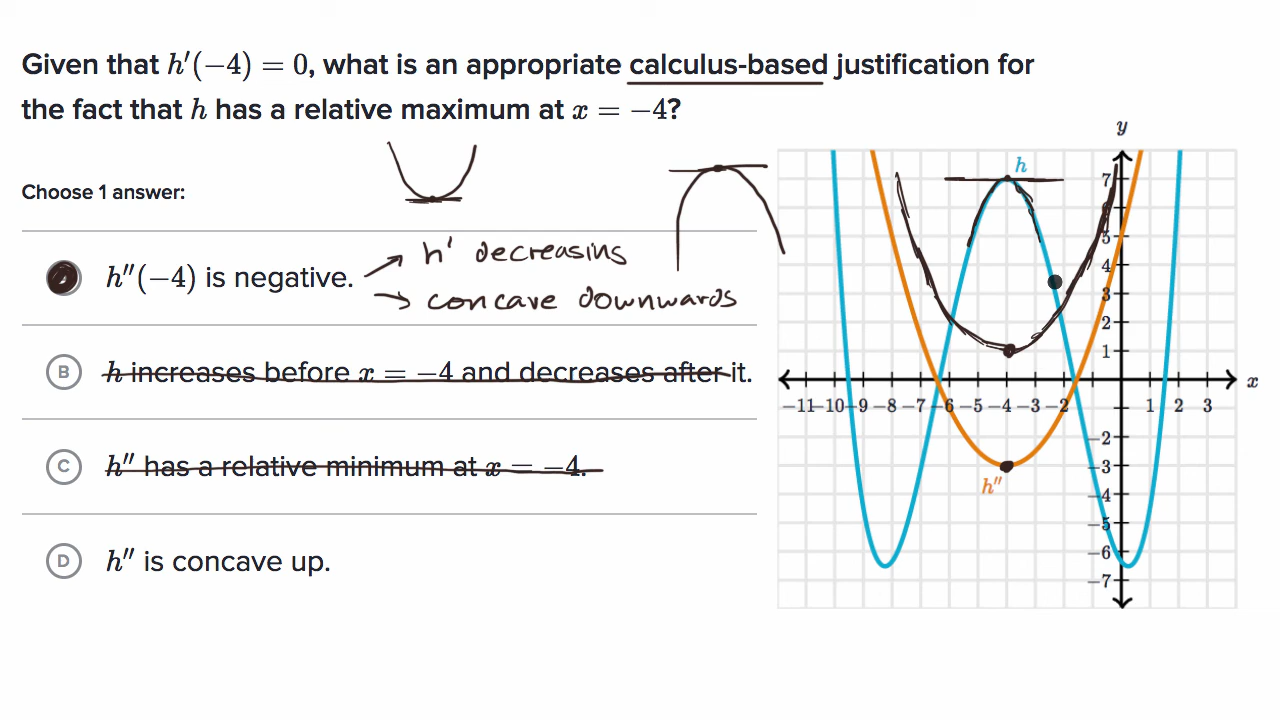 Given that h′(−4) = 0, what is an appropriate calculus-based justification for
the fact that h has a relative maximum at x = −4?
Choose 1 answer:
h″(−4) is negative.
h' decreasing
concave downwards
B h increases before x = −4 and decreases after it.
C h″ has a relative minimum at x = −4.
D h″ is concave up.
y
h
7
6
5
4
3
2
1
−11 −10 −9 −8 −7 −6 −5 −4 −3 −2 1 2 3 x
−2
−3
h″
−4
−5
−6
−7